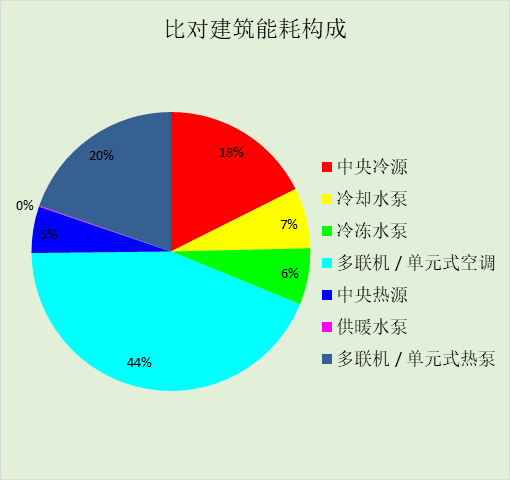 比对建筑能耗构成
18%
7%
6%
44%
5%
0%
20%
中央冷源
冷却水泵
冷冻水泵
多联机 / 单元式空调
中央热源
供暖水泵
多联机 / 单元式热泵